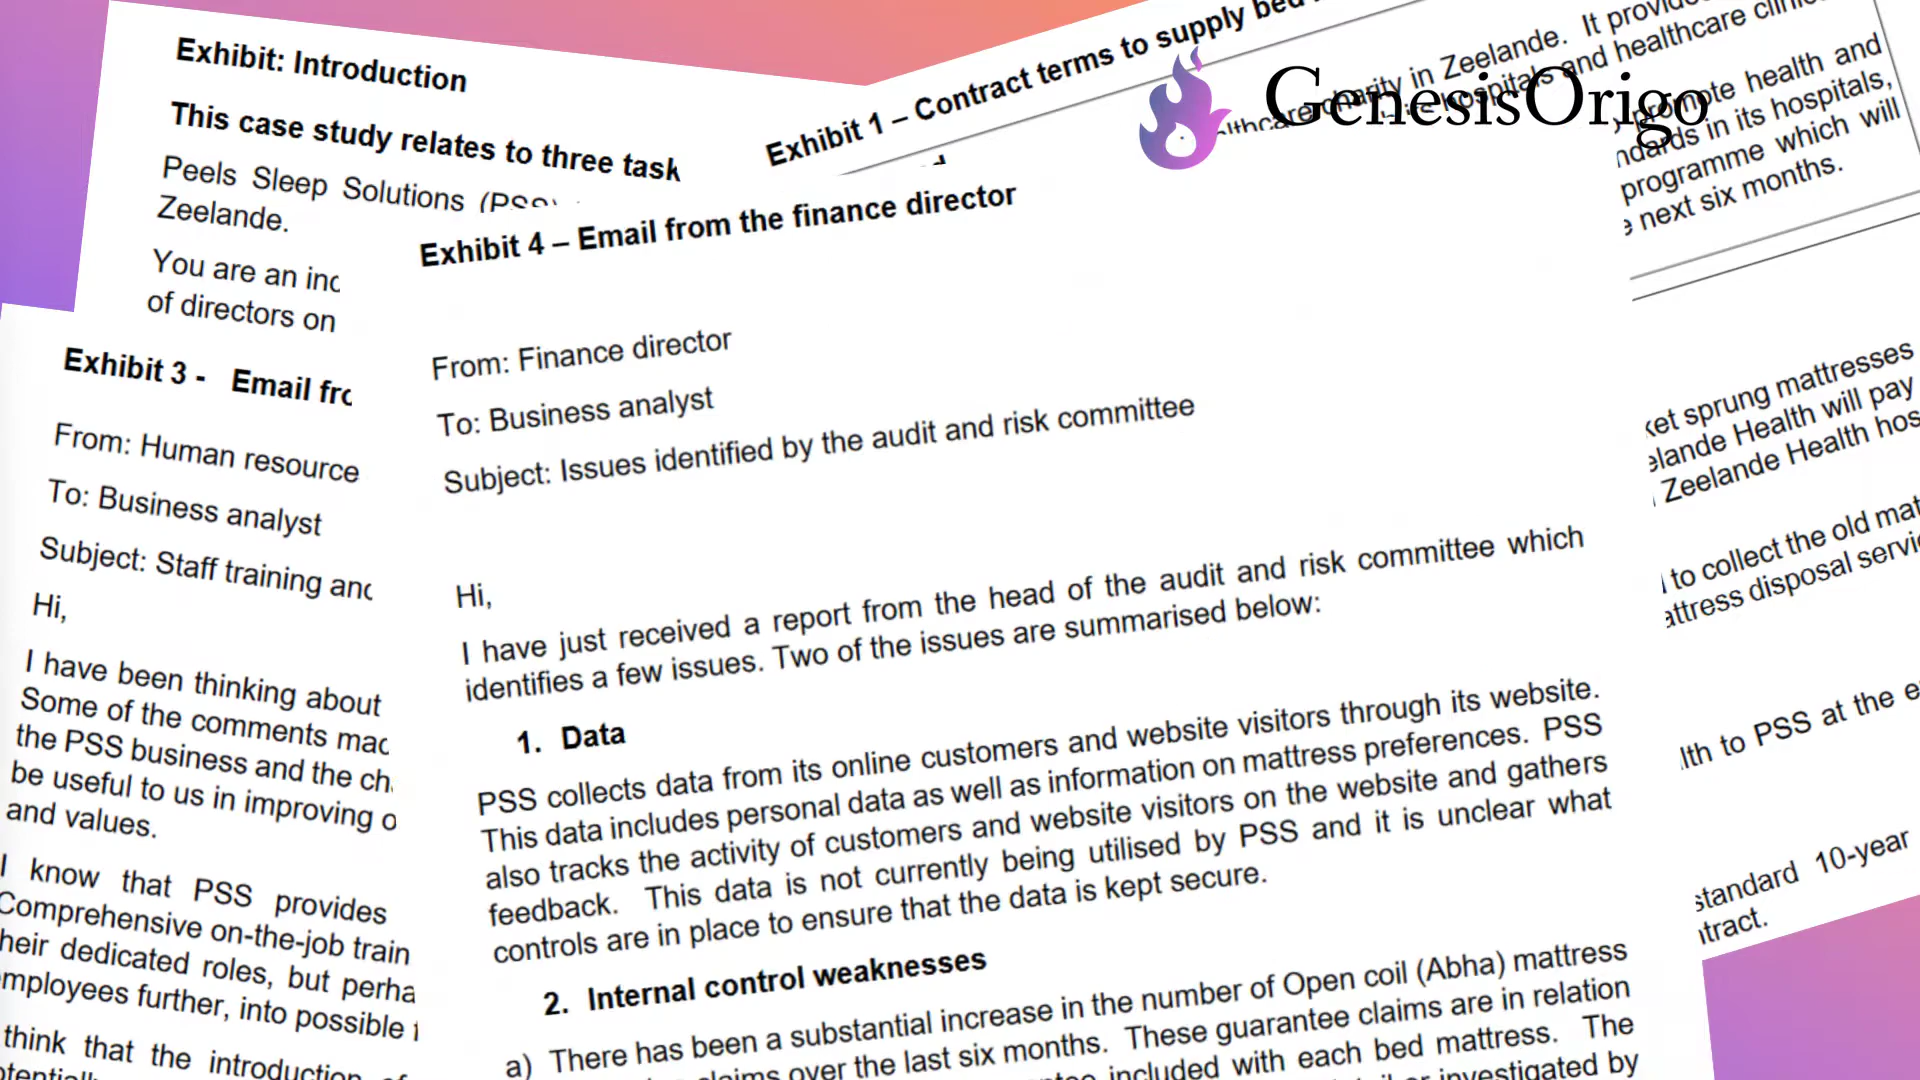 Exhibit: Introduction
This case study relates to three task
Peels Sleep Solutions (PSS)
Zeelande.
You are an inc
of directors on
Exhibit 1 – Contract terms to supply bed
GenesisOrigo
lthcare charity in Zeelande. It provide
hospitals and healthcare clinic
promote health and
ndards in its hospitals,
programme which will
e next six months.
ket sprung mattresses
elande Health will pay
Zeelande Health hos
to collect the old mat
attress disposal servic
lth to PSS at the e
standard 10-year
ntract.
Exhibit 3 - Email fro
From: Human resource
To: Business analyst
Subject: Staff training and
Hi,
I have been thinking about
Some of the comments mad
the PSS business and the ch
be useful to us in improving o
and values.
I know that PSS provides
Comprehensive on-the-job train
heir dedicated roles, but perha
employees further, into possible
think that the introduction of
Exhibit 4 – Email from the finance director
From: Finance director
To: Business analyst
Subject: Issues identified by the audit and risk committee
Hi,
I have just received a report from the head of the audit and risk committee which
identifies a few issues. Two of the issues are summarised below:
1. Data
PSS collects data from its online customers and website visitors through its website.
This data includes personal data as well as information on mattress preferences. PSS
also tracks the activity of customers and website visitors on the website and gathers
feedback. This data is not currently being utilised by PSS and it is unclear what
controls are in place to ensure that the data is kept secure.
2. Internal control weaknesses
a) There has been a substantial increase in the number of Open coil (Abha) mattress
claims over the last six months. These guarantee claims are in relation
included with each bed mattress. The
investigated by